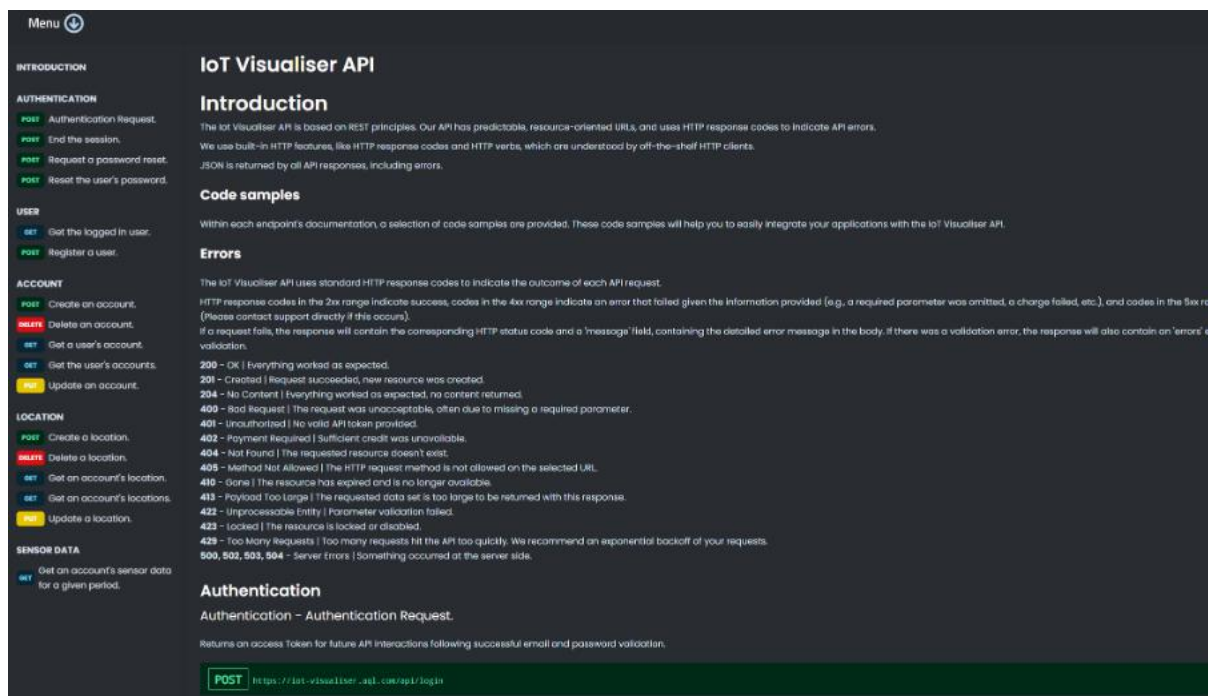 Menu
INTRODUCTION
AUTHENTICATION
POST Authentication Request.
POST End the session.
POST Request a password reset.
POST Reset the user's password.
USER
GET Get the logged in user.
POST Register a user.
ACCOUNT
POST Create an account.
DELETE Delete an account.
GET Get a user's account.
GET Get the user's accounts.
PUT Update an account.
LOCATION
POST Create a location.
DELETE Delete a location.
GET Get an account's location.
GET Get an account's locations.
PUT Update a location.
SENSOR DATA
GET Get an account's sensor data
for a given period.
IoT Visualiser API
Introduction
The Iot Visualiser API is based on REST principles. Our API has predictable, resource-oriented URLs, and uses HTTP response codes to indicate API errors.
We use built-in HTTP features, like HTTP response codes and HTTP verbs, which are understood by off-the-shelf HTTP clients.
JSON is returned by all API responses, including errors.
Code samples
Within each endpoint's documentation, a selection of code samples are provided. These code samples will help you to easily integrate your applications with the IoT Visualiser API.
Errors
The IoT Visualiser API uses standard HTTP response codes to indicate the outcome of each API request.
HTTP response codes in the 2xx range indicate success, codes in the 4xx range indicate an error that failed given the information provided (e.g., a required parameter was omitted, a charge failed, etc.), and codes in the 5xx
(Please contact support directly if this occurs).
If a request fails, the response will contain the corresponding HTTP status code and a 'message' field, containing the detailed error message in the body. If there was a validation error, the response will also contain an 'errors'
validation.
200 - OK | Everything worked as expected.
201 - Created | Request succeeded, new resource was created.
204 - No Content | Everything worked as expected, no content returned.
400 - Bad Request | The request was unacceptable, often due to missing a required parameter.
401 - Unauthorized | No valid API token provided.
402 - Payment Required | Sufficient credit was unavailable.
404 - Not Found | The requested resource doesn't exist.
405 - Method Not Allowed | The HTTP request method is not allowed on the selected URL.
410 - Gone | The resource has expired and is no longer available.
413 - Payload Too Large | The requested data set is too large to be returned with this response.
422 - Unprocessable Entity | Parameter validation failed.
423 - Locked | The resource is locked or disabled.
429 - Too Many Requests | Too many requests hit the API too quickly. We recommend an exponential backoff of your requests.
500, 502, 503, 504 - Server Errors | Something occurred at the server side.
Authentication
Authentication - Authentication Request.
Returns an access Token for future API interactions following successful email and password validation.
POST https://iot-visualiser.aql.com/api/login